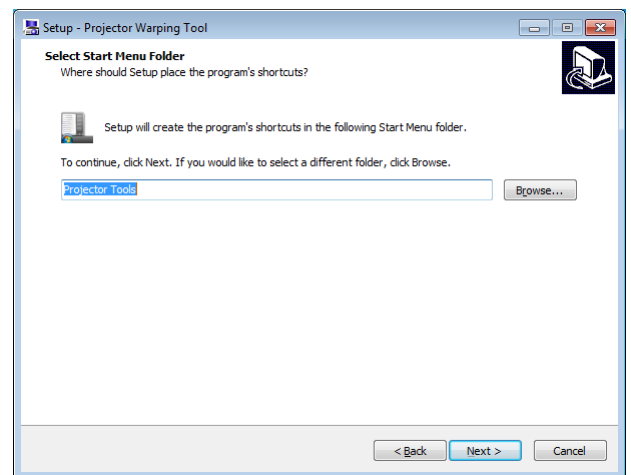 Setup - Projector Warping Tool
Select Start Menu Folder
Where should Setup place the program's shortcuts?
Setup will create the program's shortcuts in the following Start Menu folder.
To continue, click Next. If you would like to select a different folder, click Browse.
Projector Tools
Browse...
< Back
Next >
Cancel